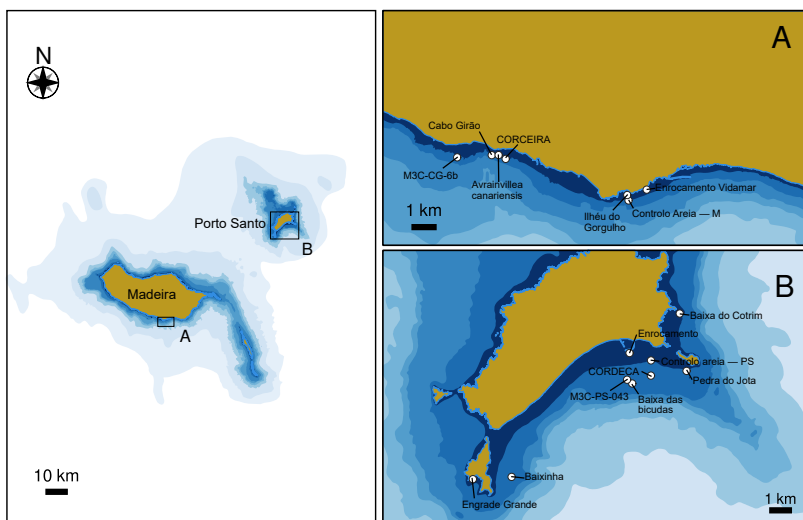 N
Porto Santo
B
Madeira
A
10 km
A
Cabo Girão
CORCEIRA
M3C-CG-6b
Avrainvillea
canariensis
Enrocamento Vidamar
Ilhéu do
Gorgulho
Controlo Areia — M
1 km
B
Baixa do Cotrim
Enrocamento
Controlo areia — PS
CORDECA
Pedra do Jota
M3C-PS-043
Baixa das
bicudas
Baixinha
Engrade Grande
1 km